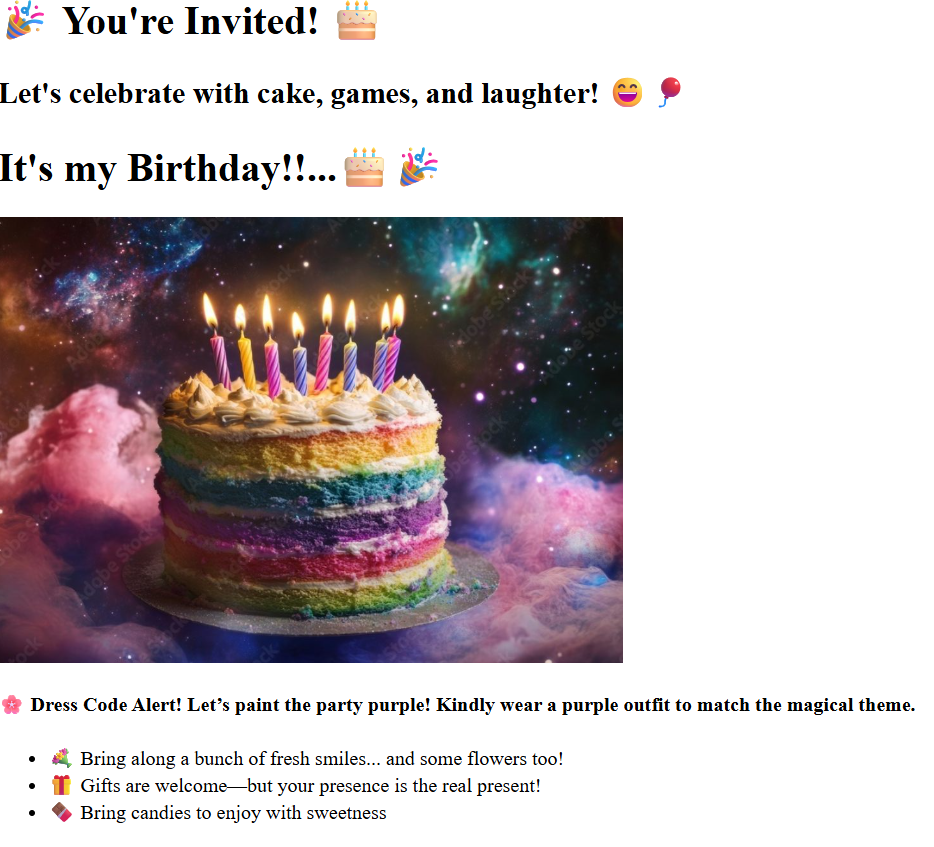 🎉 You're Invited! 🎂
Let's celebrate with cake, games, and laughter! 😄 🎈
It's my Birthday!!...🎂 🎉
Adobe Stock
🌸 Dress Code Alert! Let’s paint the party purple! Kindly wear a purple outfit to match the magical theme.
• 💐 Bring along a bunch of fresh smiles... and some flowers too!
• 🎁 Gifts are welcome—but your presence is the real present!
• 🍫 Bring candies to enjoy with sweetness